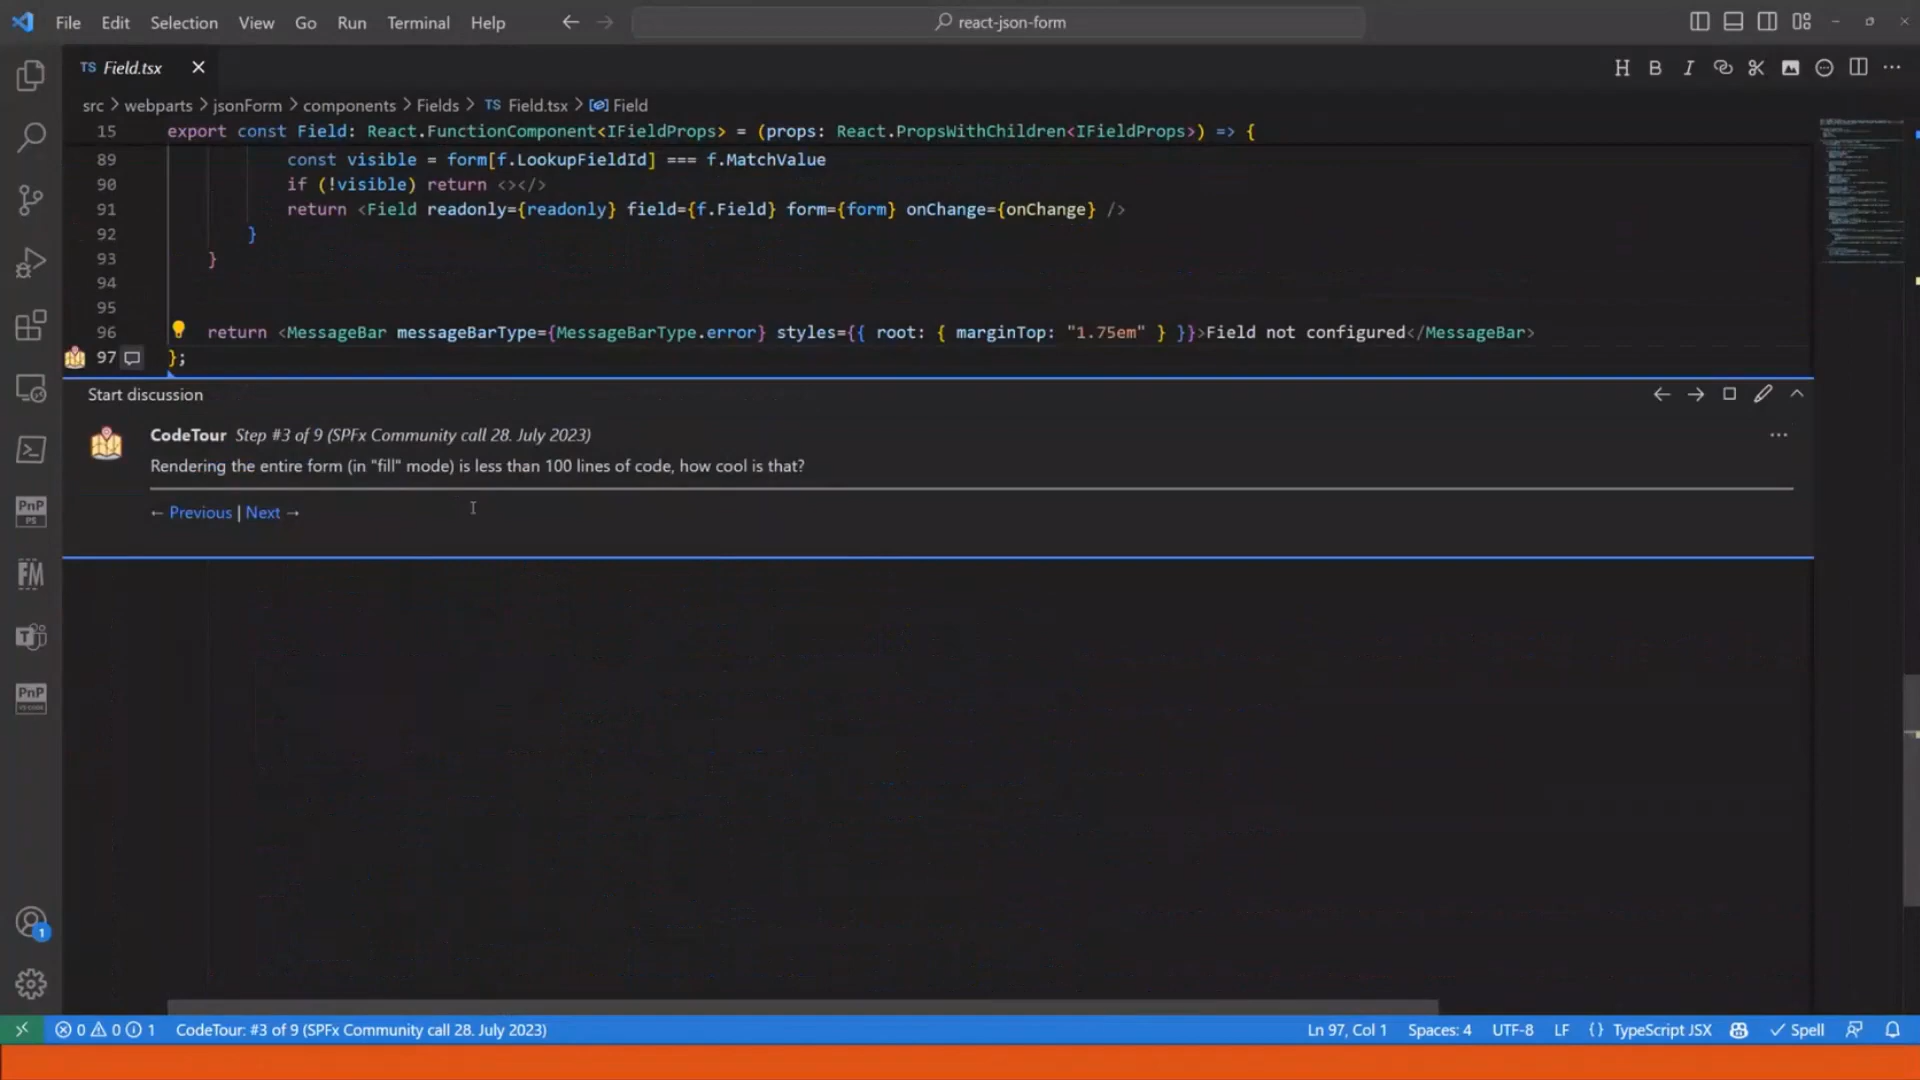 File Edit Selection View Go Run Terminal Help react-json-form
TS Field.tsx
H B I
src > webparts > jsonForm > components > Fields > TS Field.tsx > Field
15 export const Field: React.FunctionComponent<IFieldProps> = (props: React.PropsWithChildren<IFieldProps>) => {
89 const visible = form[f.LookupFieldId] === f.MatchValue
90 if (!visible) return <></>
91 return <Field readonly={readonly} field={f.Field} form={form} onChange={onChange} />
92 }
93 }
94
95
96 return <MessageBar messageBarType={MessageBarType.error} styles={{ root: { marginTop: "1.75em" } }}>Field not configured</MessageBar>
97 };
Start discussion
CodeTour Step #3 of 9 (SPFx Community call 28. July 2023)
Rendering the entire form (in "fill" mode) is less than 100 lines of code, how cool is that?
← Previous | Next →
PnP
PS
FM
T
PnP
VS CODE
1
0 0 1 CodeTour: #3 of 9 (SPFx Community call 28. July 2023) Ln 97, Col 1 Spaces: 4 UTF-8 LF {} TypeScript JSX Spell